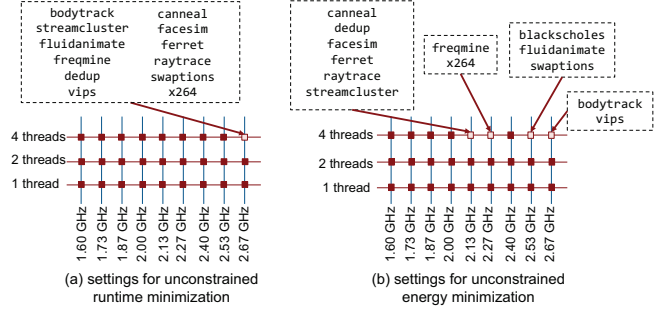 bodytrack
streamcluster
fluidanimate
freqmine
dedup
vips
canneal
facesim
ferret
raytrace
swaptions
x264
4 threads
2 threads
1 thread
1.60 GHz
1.73 GHz
1.87 GHz
2.00 GHz
2.13 GHz
2.27 GHz
2.40 GHz
2.53 GHz
2.67 GHz
(a) settings for unconstrained
runtime minimization
canneal
dedup
facesim
ferret
raytrace
streamcluster
freqmine
x264
blackscholes
fluidanimate
swaptions
bodytrack
vips
4 threads
2 threads
1 thread
1.60 GHz
1.73 GHz
1.87 GHz
2.00 GHz
2.13 GHz
2.27 GHz
2.40 GHz
2.53 GHz
2.67 GHz
(b) settings for unconstrained
energy minimization